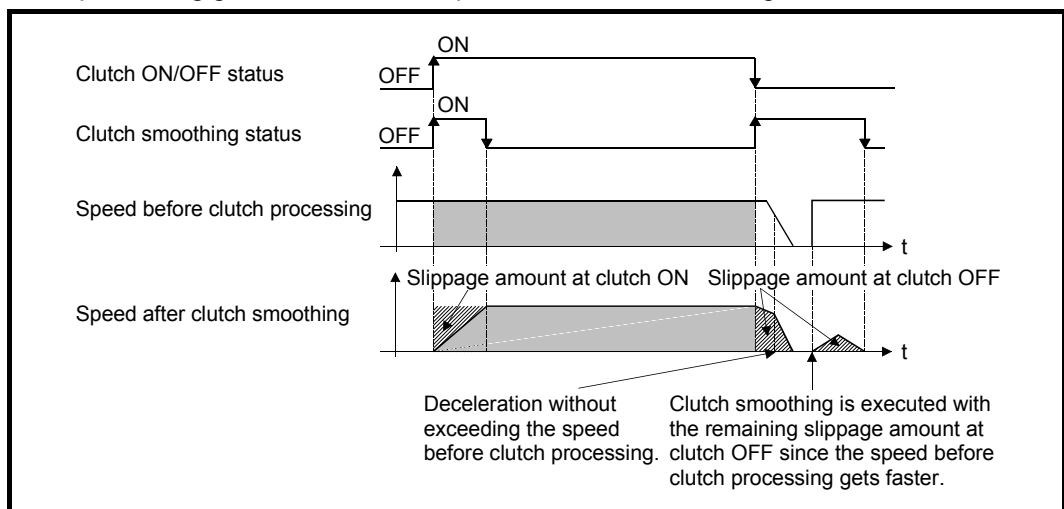 ON
Clutch ON/OFF status
OFF
ON
Clutch smoothing status
OFF
Speed before clutch processing
t
Slippage amount at clutch ON
Slippage amount at clutch OFF
Speed after clutch smoothing
t
Deceleration without
exceeding the speed
before clutch processing.
Clutch smoothing is executed with
the remaining slippage amount at
clutch OFF since the speed before
clutch processing gets faster.